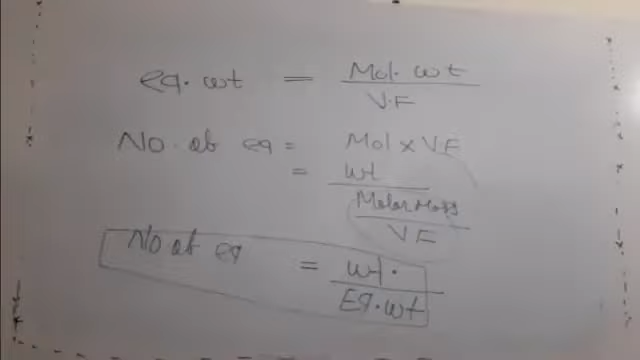 eq. wt = Mol. wt
V.F
No. of eq = Mol x V.F
= wt
Molar Mass
V F
No of eq = wt.
Eq. wt